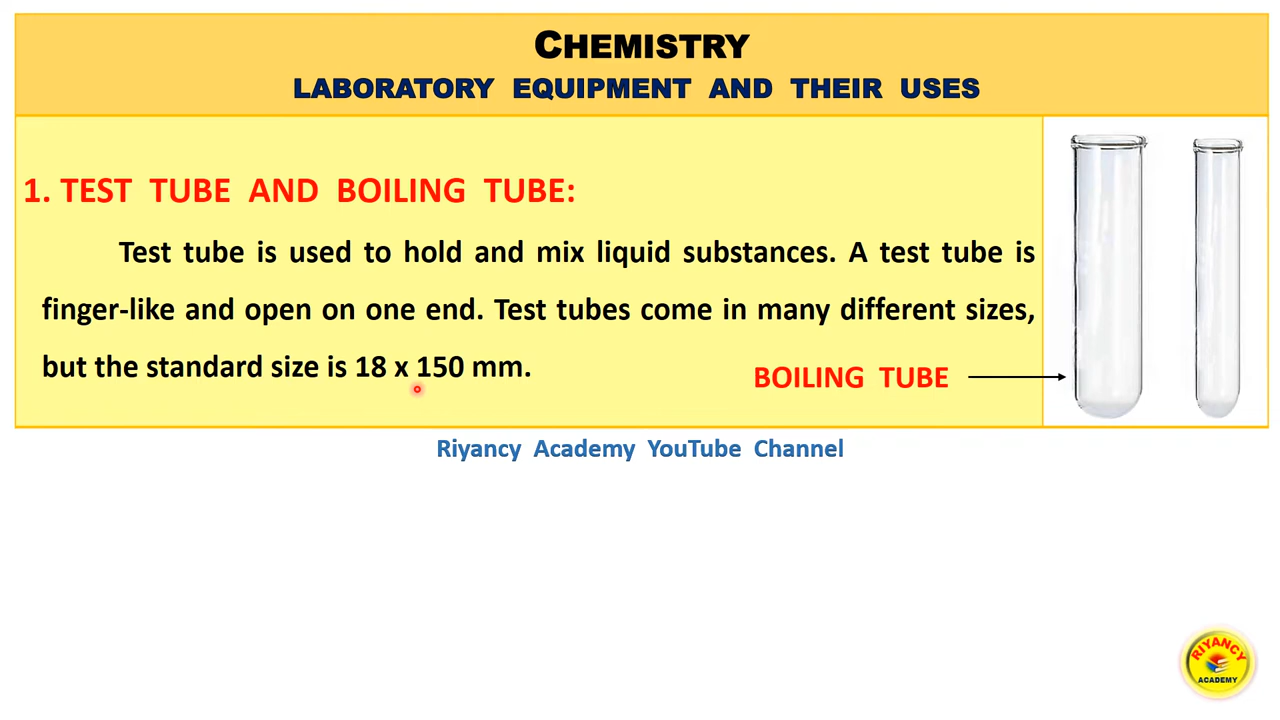 CHEMISTRY
LABORATORY EQUIPMENT AND THEIR USES
1. TEST TUBE AND BOILING TUBE:
Test tube is used to hold and mix liquid substances. A test tube is
finger-like and open on one end. Test tubes come in many different sizes,
but the standard size is 18 x 150 mm.
BOILING TUBE
Riyancy Academy YouTube Channel
RIYANCY
ACADEMY